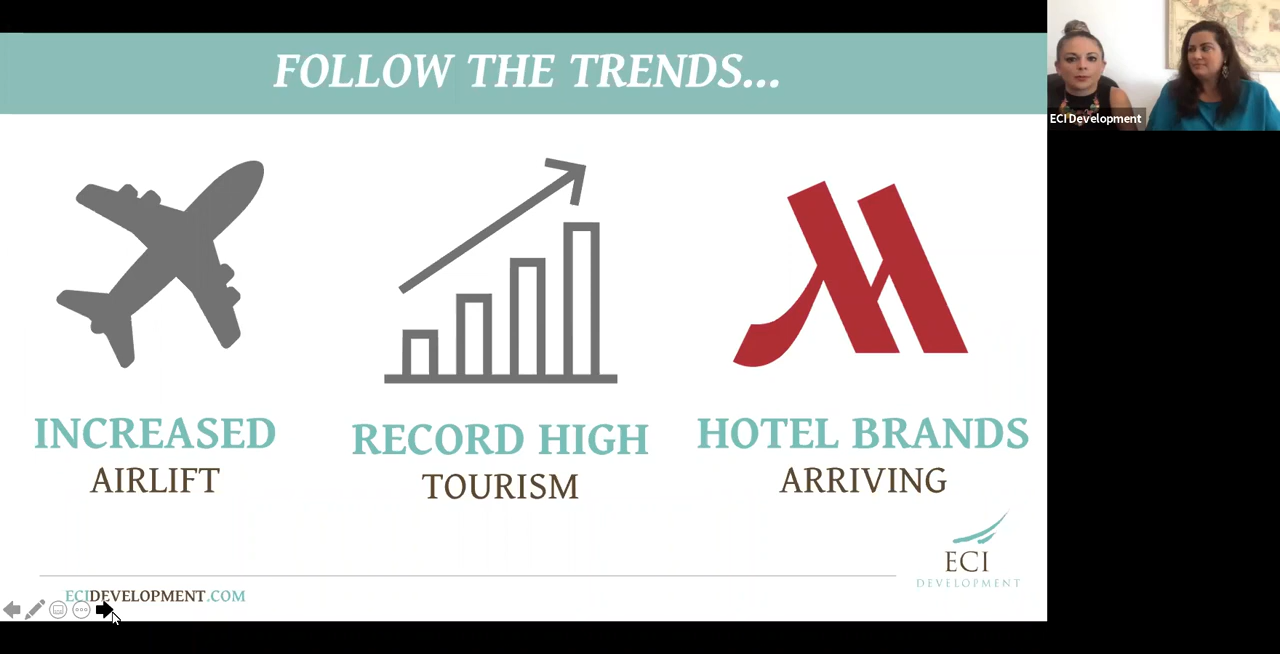 FOLLOW THE TRENDS...
ECI Development
INCREASED
AIRLIFT
RECORD HIGH
TOURISM
HOTEL BRANDS
ARRIVING
ECI
DEVELOPMENT
ECIDEVELOPMENT.COM